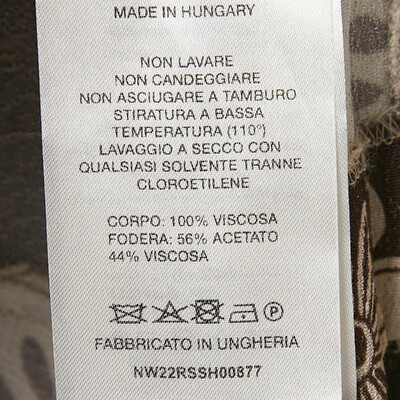 MADE IN HUNGARY
NON LAVARE
NON CANDEGGIARE
NON ASCIUGARE A TAMBURO
STIRATURA A BASSA
TEMPERATURA (110°)
LAVAGGIO A SECCO CON
QUALSIASI SOLVENTE TRANNE
CLOROETILENE
CORPO: 100% VISCOSA
FODERA: 56% ACETATO
44% VISCOSA
P
FABBRICATO IN UNGHERIA
NW22RSSH00877